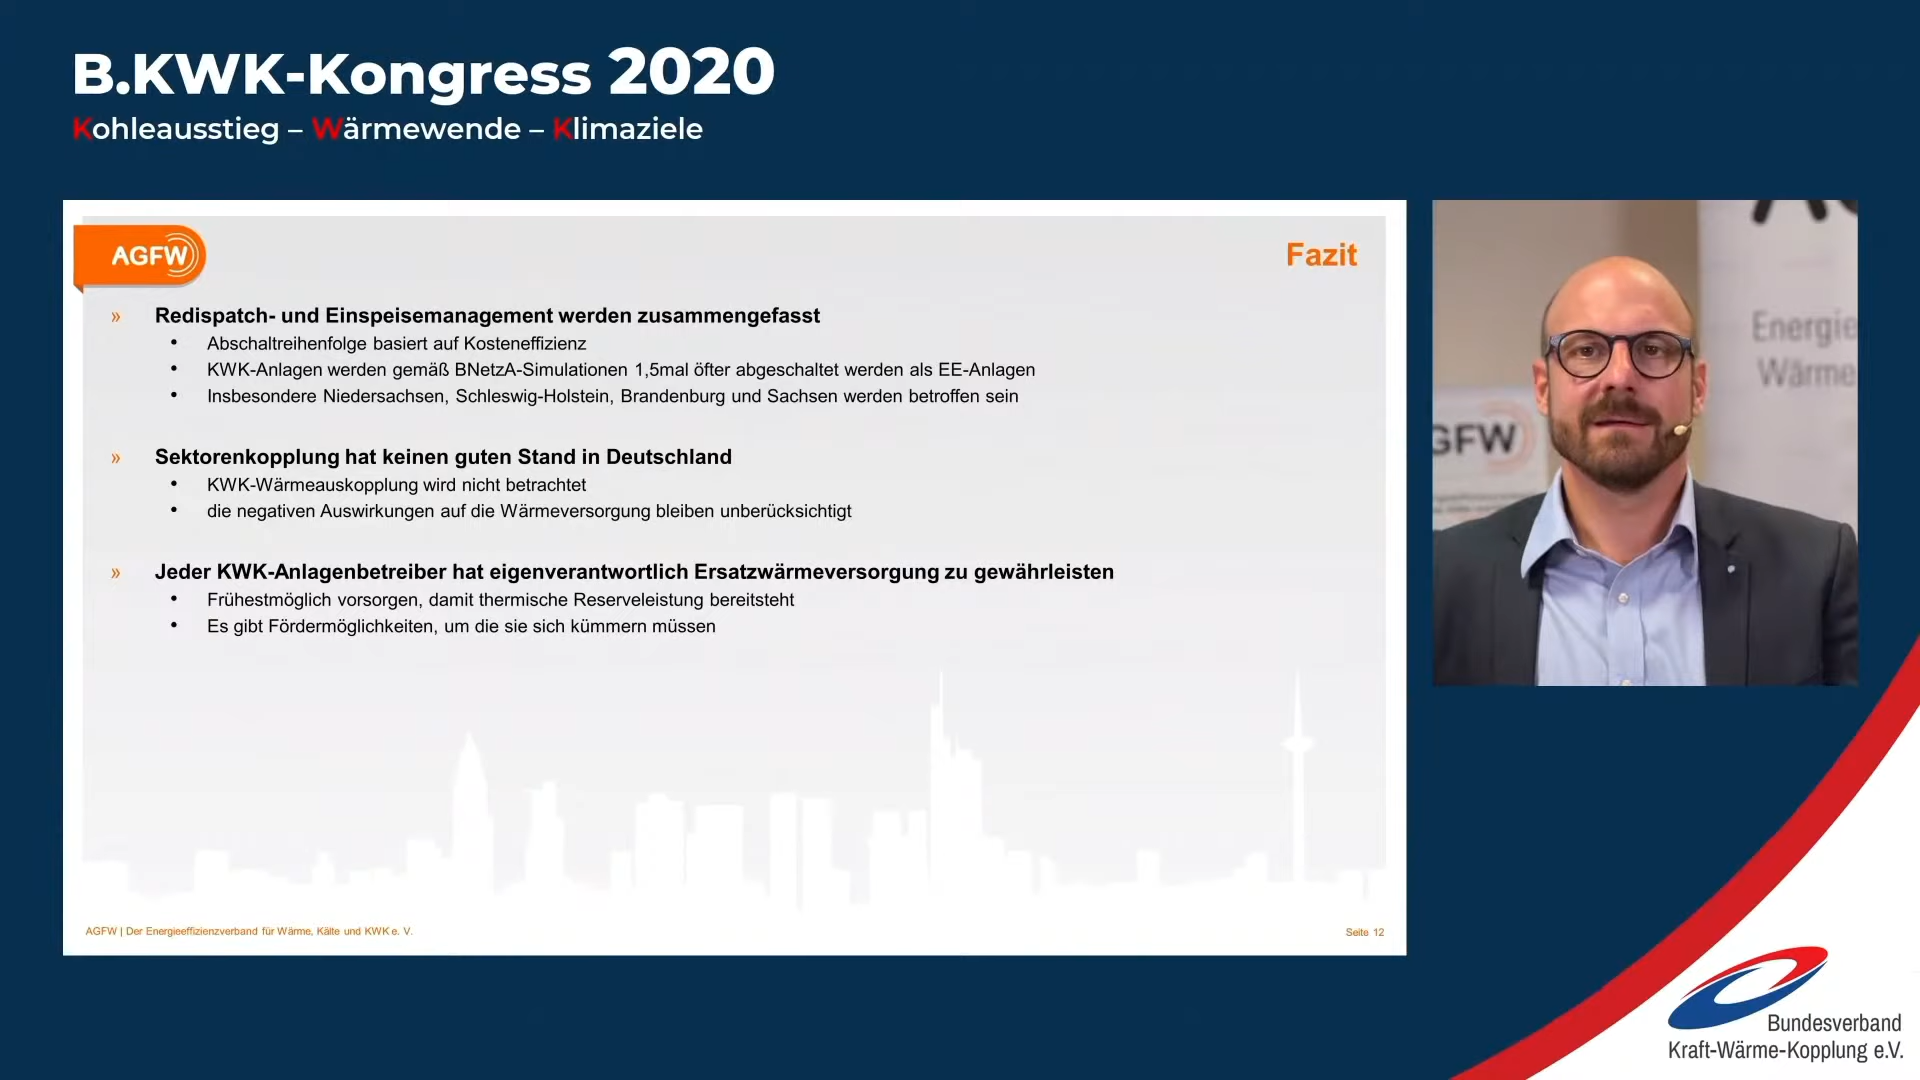 B.KWK-Kongress 2020
Kohleausstieg – Wärmewende – Klimaziele
AGFW
Fazit
» Redispatch- und Einspeisemanagement werden zusammengefasst
• Abschaltreihenfolge basiert auf Kosteneffizienz
• KWK-Anlagen werden gemäß BNetzA-Simulationen 1,5mal öfter abgeschaltet werden als EE-Anlagen
• Insbesondere Niedersachsen, Schleswig-Holstein, Brandenburg und Sachsen werden betroffen sein
» Sektorenkopplung hat keinen guten Stand in Deutschland
• KWK-Wärmeauskopplung wird nicht betrachtet
• die negativen Auswirkungen auf die Wärmeversorgung bleiben unberücksichtigt
» Jeder KWK-Anlagenbetreiber hat eigenverantwortlich Ersatzwärmeversorgung zu gewährleisten
• Frühestmöglich vorsorgen, damit thermische Reserveleistung bereitsteht
• Es gibt Fördermöglichkeiten, um die sie sich kümmern müssen
AGFW | Der Energieeffizienzverband für Wärme, Kälte und KWK e. V.
Seite 12
Energie
Wärme
GFW
Bundesverband
Kraft-Wärme-Kopplung e.V.